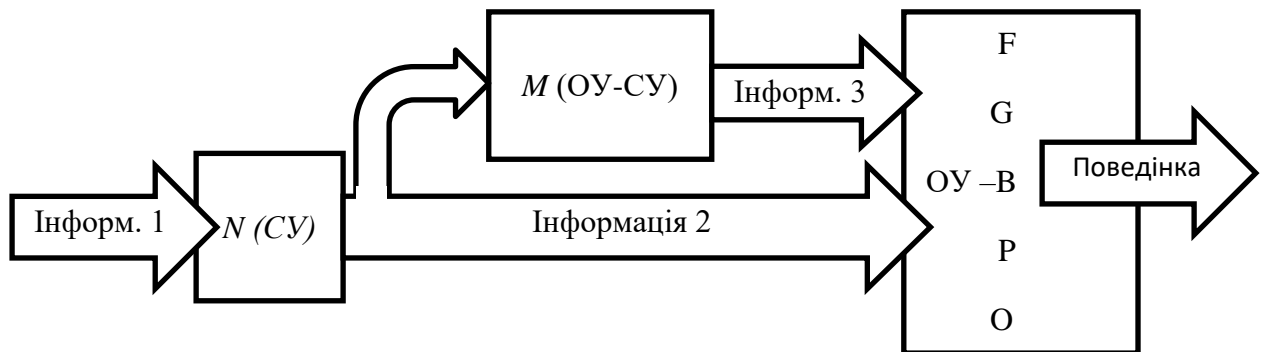 F
M (ОУ-СУ)
Інформ. 3
G
Поведінка
ОУ –В
Інформ. 1
N (СУ)
Інформація 2
Р
О